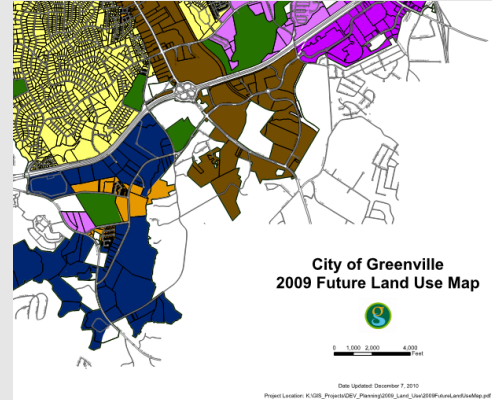 City of Greenville
2009 Future Land Use Map
g
0 1,000 2,000 4,000
Feet
Date Updated: December 7, 2010
Project Location: K:\GIS_Projects\DEV_Planning\2009_Land_Use\2009FutureLandUseMap.pdf